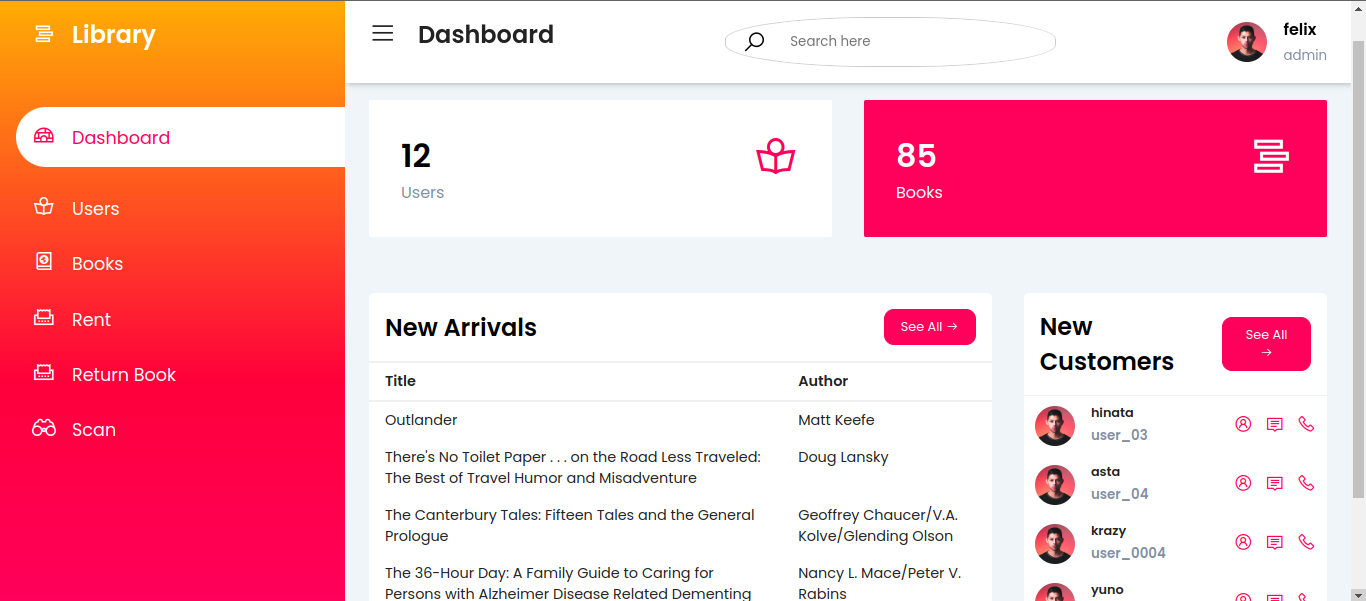 Library
Dashboard
Users
Books
Rent
Return Book
Scan
Dashboard
Search here
felix
admin
12
Users
85
Books
New Arrivals
See All →
Title
Author
Outlander
Matt Keefe
There's No Toilet Paper . . . on the Road Less Traveled:
The Best of Travel Humor and Misadventure
Doug Lansky
The Canterbury Tales: Fifteen Tales and the General
Prologue
Geoffrey Chaucer/V.A.
Kolve/Glending Olson
The 36-Hour Day: A Family Guide to Caring for
Persons with Alzheimer Disease Related Dementing
Nancy L. Mace/Peter V.
Rabins
New
Customers
See All
→
hinata
user_03
asta
user_04
krazy
user_0004
yuno